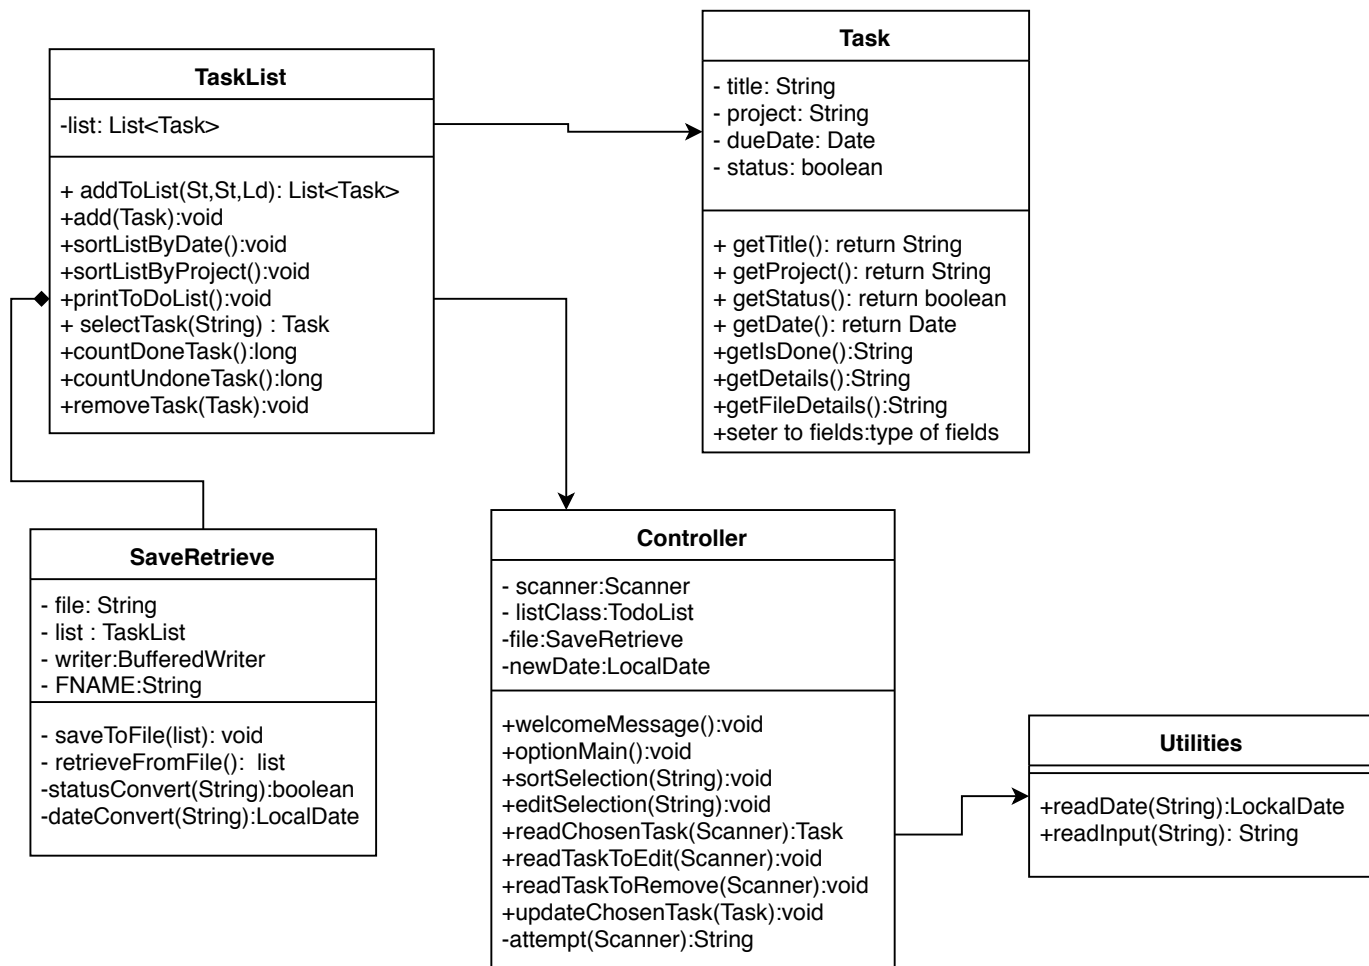 TaskList
-list: List<Task>
+ addToList(St,St,Ld): List<Task>
+add(Task):void
+sortListByDate():void
+sortListByProject():void
+printToDoList():void
+ selectTask(String) : Task
+countDoneTask():long
+countUndoneTask():long
+removeTask(Task):void
Task
- title: String
- project: String
- dueDate: Date
- status: boolean
+ getTitle(): return String
+ getProject(): return String
+ getStatus(): return boolean
+ getDate(): return Date
+getIsDone():String
+getDetails():String
+getFileDetails():String
+seter to fields:type of fields
SaveRetrieve
- file: String
- list : TaskList
- writer:BufferedWriter
- FNAME:String
- saveToFile(list): void
- retrieveFromFile():  list
-statusConvert(String):boolean
-dateConvert(String):LocalDate
Controller
- scanner:Scanner
- listClass:TodoList
-file:SaveRetrieve
-newDate:LocalDate
+welcomeMessage():void
+optionMain():void
+sortSelection(String):void
+editSelection(String):void
+readChosenTask(Scanner):Task
+readTaskToEdit(Scanner):void
+readTaskToRemove(Scanner):void
+updateChosenTask(Task):void
-attempt(Scanner):String
Utilities
+readDate(String):LockalDate
+readInput(String): String